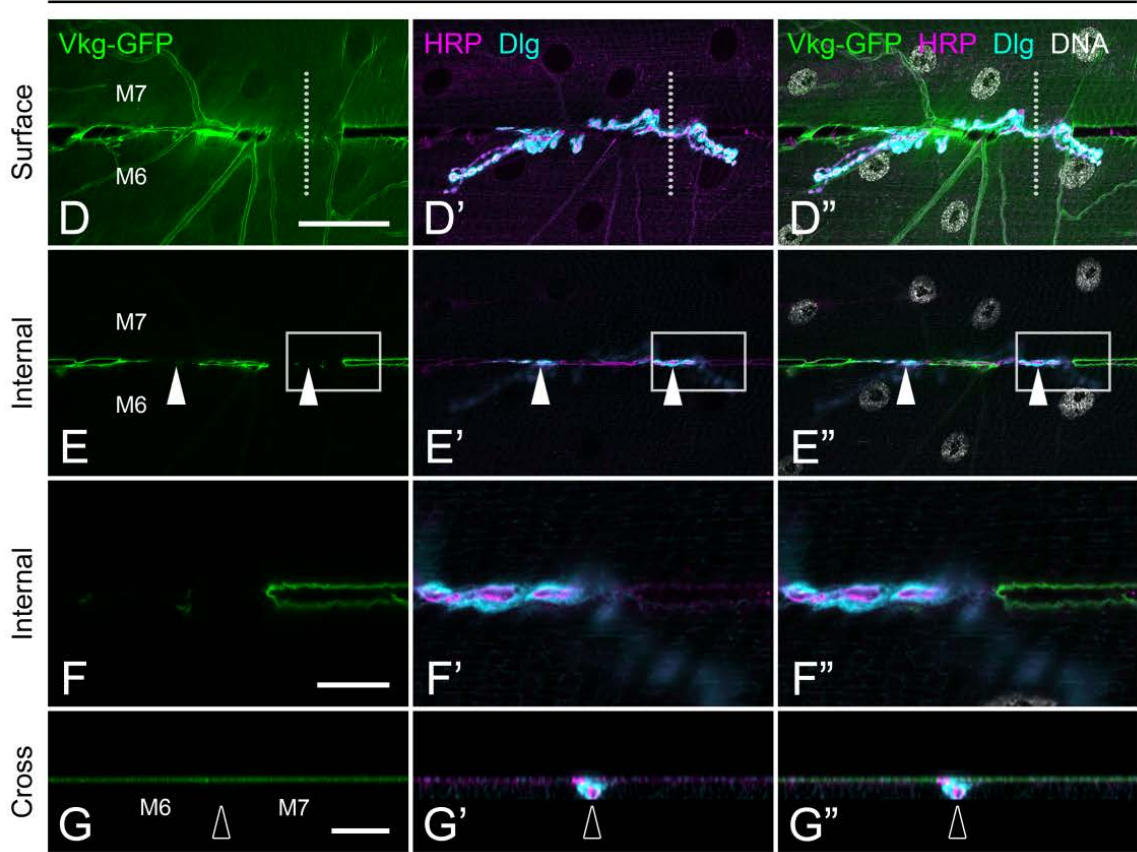 Surface
Vkg-GFP
M7
M6
D
HRP Dlg
D'
Vkg-GFP HRP Dlg DNA
D"
Internal
M7
M6
E
E'
E"
Internal
F
F'
F"
Cross
M6 M7
G
G'
G"